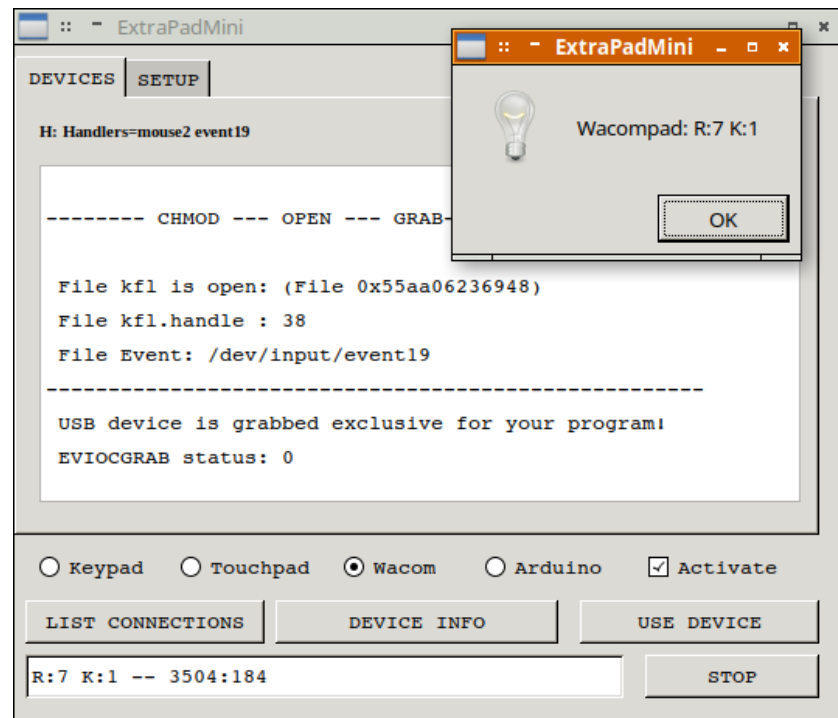 ExtraPadMini
ExtraPadMini
DEVICES SETUP
Wacompad: R:7 K:1
OK
H: Handlers=mouse2 event19
-------- CHMOD --- OPEN --- GRAB-
File kfl is open: (File 0x55aa06236948)
File kfl.handle : 38
File Event: /dev/input/event19
-------------------------------------------------------
USB device is grabbed exclusive for your program!
EVIOCGRAB status: 0
Keypad Touchpad Wacom Arduino Activate
LIST CONNECTIONS DEVICE INFO USE DEVICE
R:7 K:1 -- 3504:184 STOP